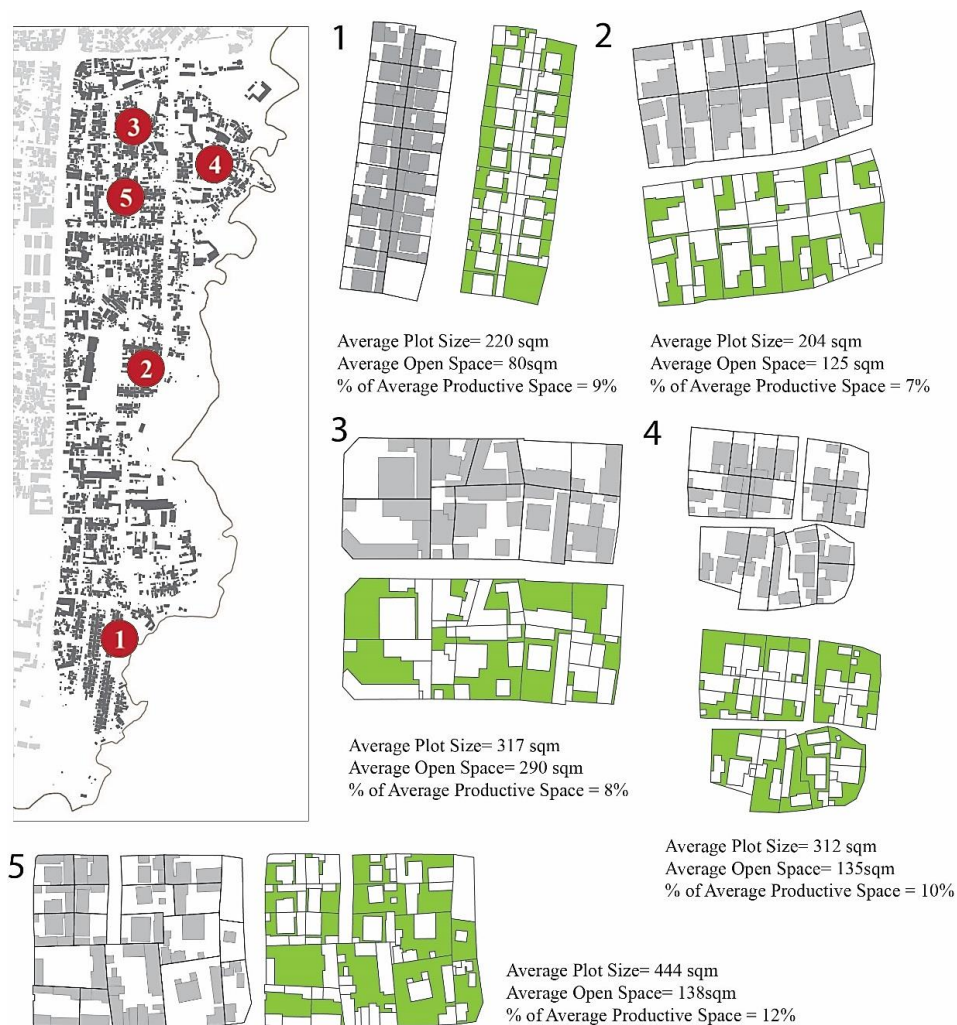 3
4
5
2
1
1
Average Plot Size= 220 sqm
Average Open Space= 80sqm
% of Average Productive Space = 9%
2
Average Plot Size= 204 sqm
Average Open Space= 125 sqm
% of Average Productive Space = 7%
3
Average Plot Size= 317 sqm
Average Open Space= 290 sqm
% of Average Productive Space = 8%
4
Average Plot Size= 312 sqm
Average Open Space= 135sqm
% of Average Productive Space = 10%
5
Average Plot Size= 444 sqm
Average Open Space= 138sqm
% of Average Productive Space = 12%